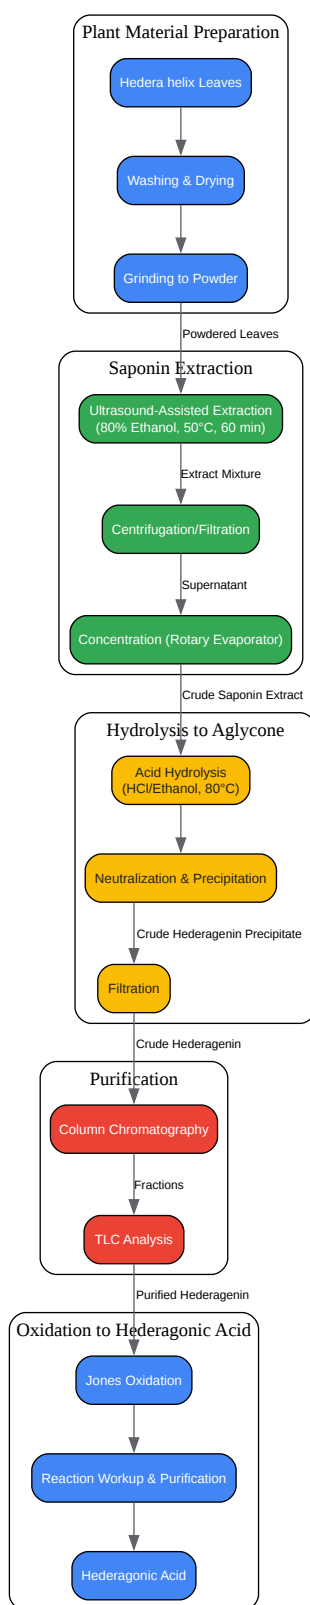 Plant Material Preparation
Hedera helix Leaves
Washing & Drying
Grinding to Powder
Powdered Leaves
Saponin Extraction
Ultrasound-Assisted Extraction
(80% Ethanol, 50°C, 60 min)
Extract Mixture
Centrifugation/Filtration
Supernatant
Concentration (Rotary Evaporator)
Crude Saponin Extract
Hydrolysis to Aglycone
Acid Hydrolysis
(HCl/Ethanol, 80°C)
Neutralization & Precipitation
Crude Hederagenin Precipitate
Filtration
Crude Hederagenin
Purification
Column Chromatography
Fractions
TLC Analysis
Purified Hederagenin
Oxidation to Hederagonic Acid
Jones Oxidation
Reaction Workup & Purification
Hederagonic Acid